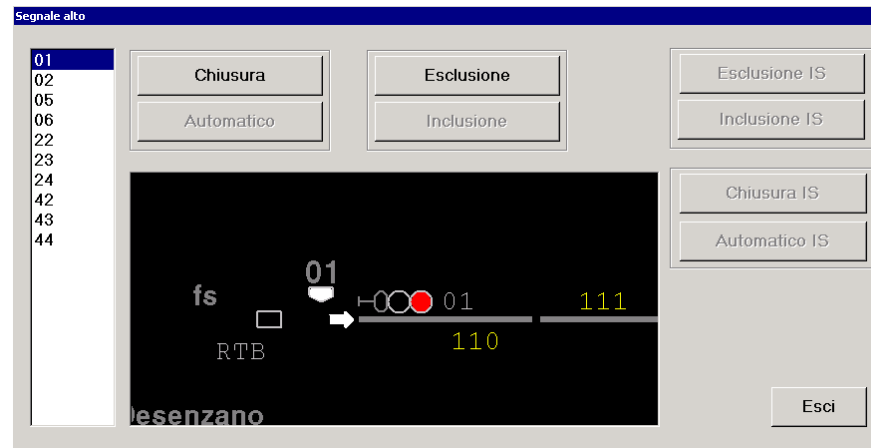 Segnale alto
01
02
05
06
22
23
24
42
43
44
Chiusura
Automatico
Esclusione
Inclusione
Esclusione IS
Inclusione IS
Chiusura IS
Automatico IS
01
fs
01
111
RTB
110
Desenzano
Esci